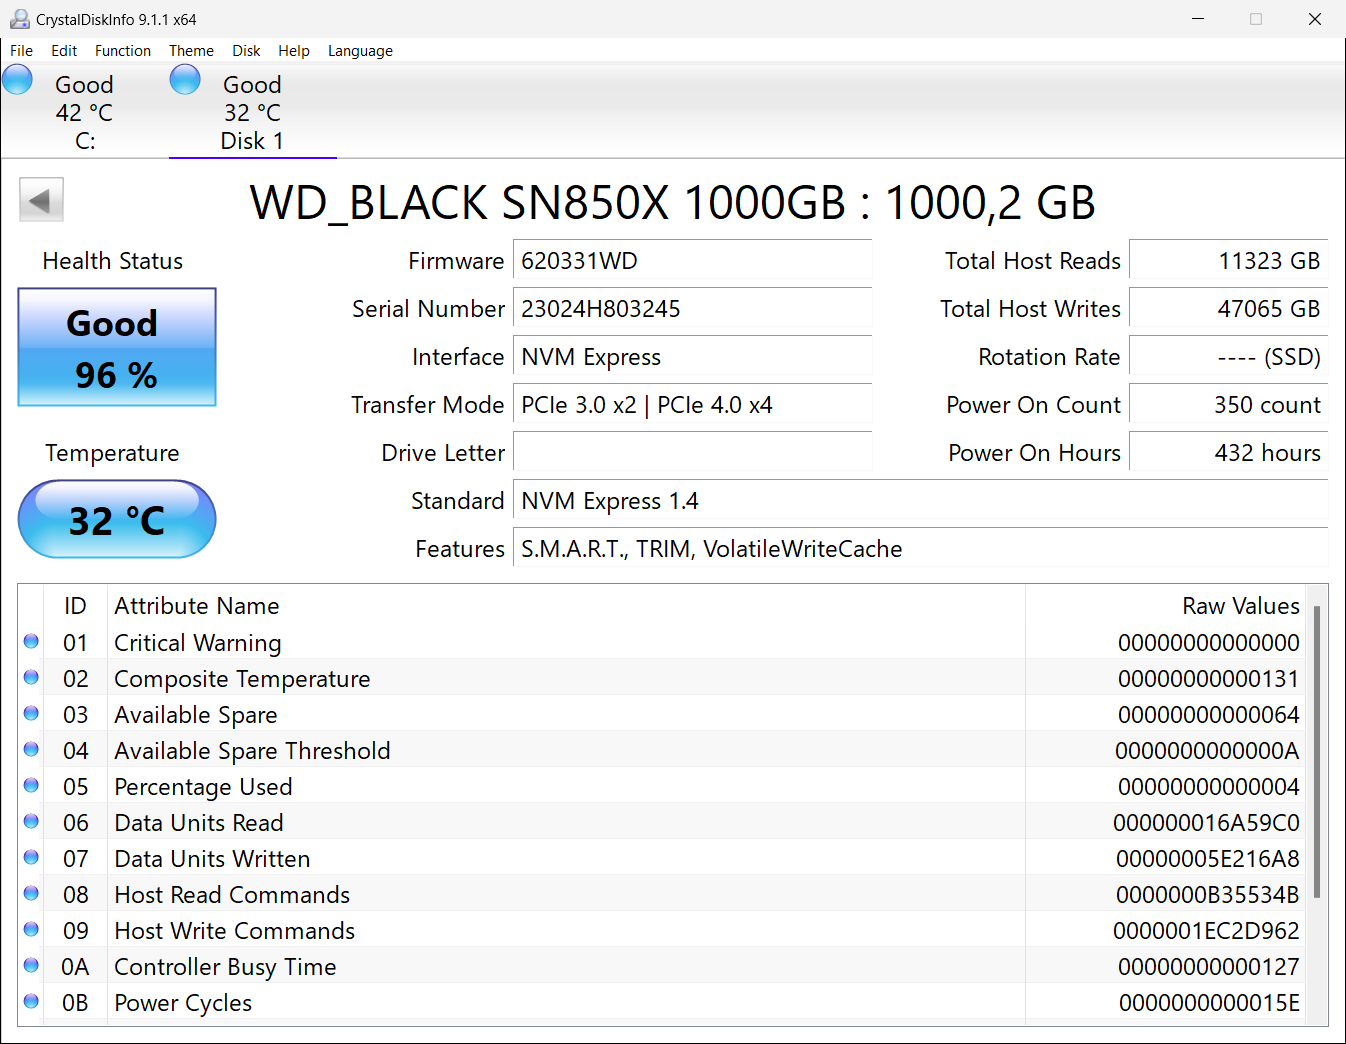 CrystalDiskInfo 9.1.1 x64
File Edit Function Theme Disk Help Language
Good Good
42 °C 32 °C
C: Disk 1
WD_BLACK SN850X 1000GB : 1000,2 GB
Health Status
Good
96 %
Temperature
32 °C
Firmware 620331WD
Serial Number 23024H803245
Interface NVM Express
Transfer Mode PCIe 3.0 x2 | PCIe 4.0 x4
Drive Letter
Standard NVM Express 1.4
Features S.M.A.R.T., TRIM, VolatileWriteCache
Total Host Reads 11323 GB
Total Host Writes 47065 GB
Rotation Rate ---- (SSD)
Power On Count 350 count
Power On Hours 432 hours
ID Attribute Name Raw Values
01 Critical Warning 00000000000000
02 Composite Temperature 00000000000131
03 Available Spare 00000000000064
04 Available Spare Threshold 0000000000000A
05 Percentage Used 00000000000004
06 Data Units Read 000000016A59C0
07 Data Units Written 00000005E216A8
08 Host Read Commands 0000000B35534B
09 Host Write Commands 0000001EC2D962
0A Controller Busy Time 00000000000127
0B Power Cycles 0000000000015E